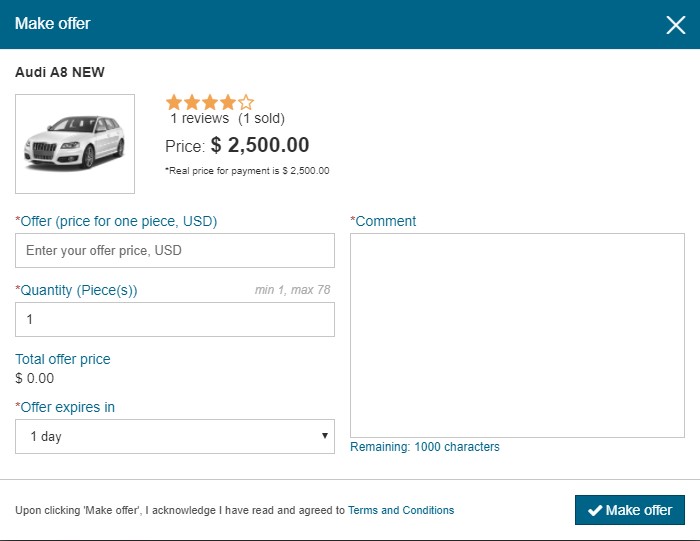 Make offer
Audi A8 NEW
1 reviews (1 sold)
Price: $ 2,500.00
*Real price for payment is $ 2,500.00
*Offer (price for one piece, USD)
Enter your offer price, USD
*Quantity (Piece(s)) min 1, max 78
1
Total offer price
$ 0.00
*Offer expires in
1 day
*Comment
Remaining: 1000 characters
Upon clicking 'Make offer', I acknowledge I have read and agreed to Terms and Conditions
Make offer